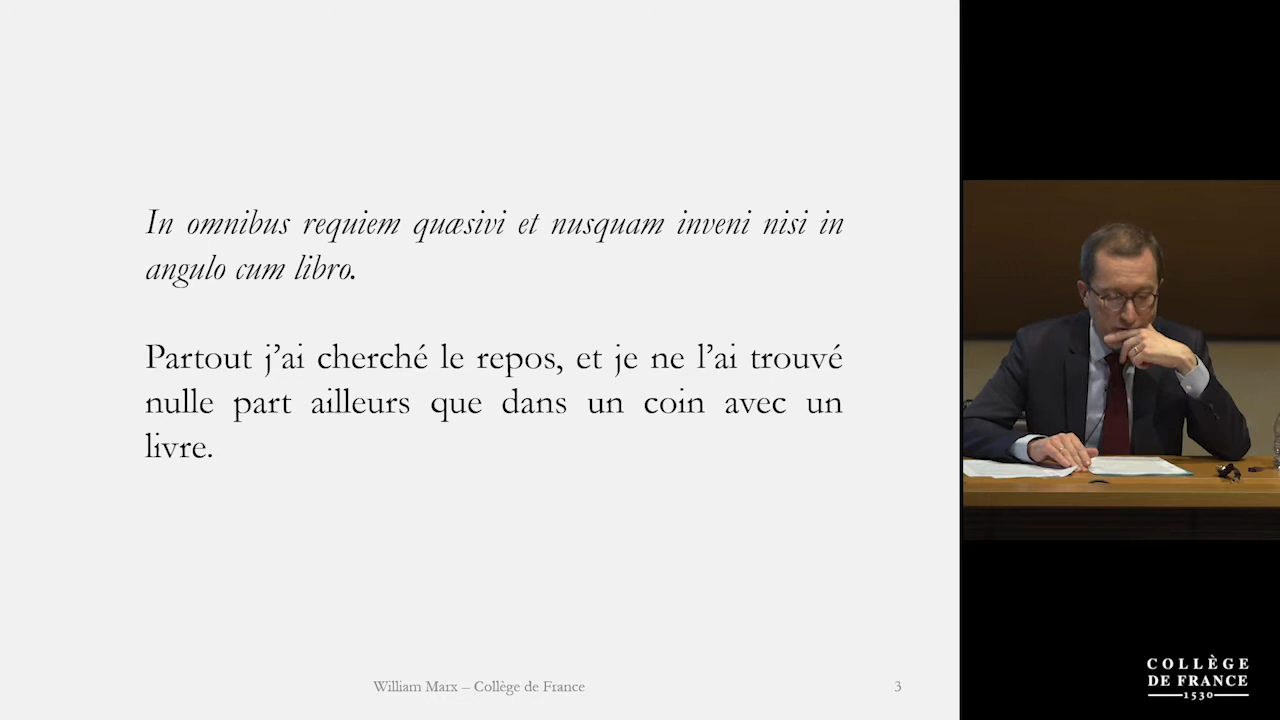 In omnibus requiem quæsivi et nusquam inveni nisi in
angulo cum libro.
Partout j’ai cherché le repos, et je ne l’ai trouvé
nulle part ailleurs que dans un coin avec un
livre.
William Marx – Collège de France
3
COLLÈGE
DE FRANCE
1530